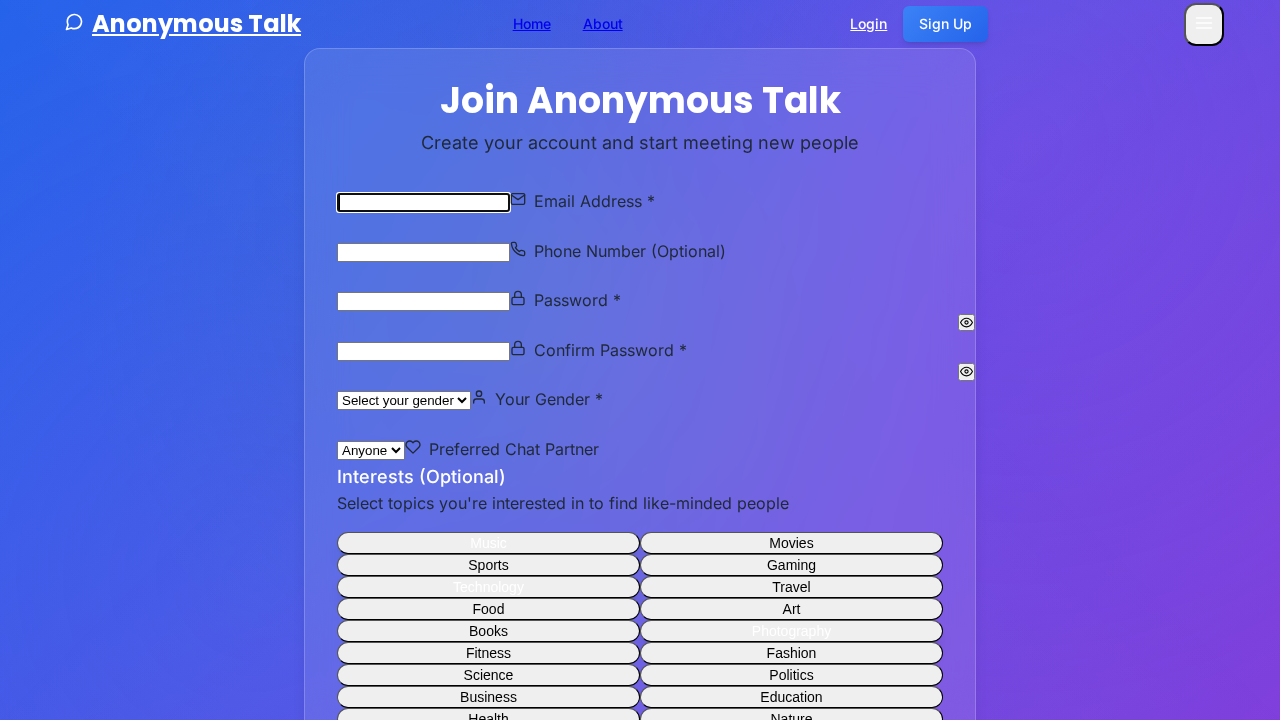 Anonymous Talk
Home
About
Login
Sign Up
Join Anonymous Talk
Create your account and start meeting new people
Email Address *
Phone Number (Optional)
Password *
Confirm Password *
Select your gender
Your Gender *
Anyone
Preferred Chat Partner
Interests (Optional)
Select topics you're interested in to find like-minded people
Music
Movies
Sports
Gaming
Technology
Travel
Food
Art
Books
Photography
Fitness
Fashion
Science
Politics
Business
Education
Health
Nature